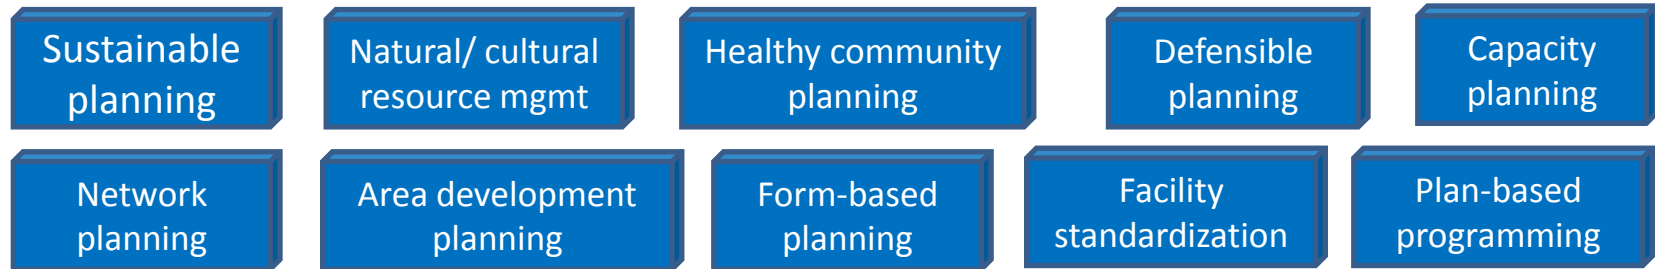 Sustainable
planning
Natural/ cultural
resource mgmt
Healthy community
planning
Defensible
planning
Capacity
planning
Network
planning
Area development
planning
Form-based
planning
Facility
standardization
Plan-based
programming